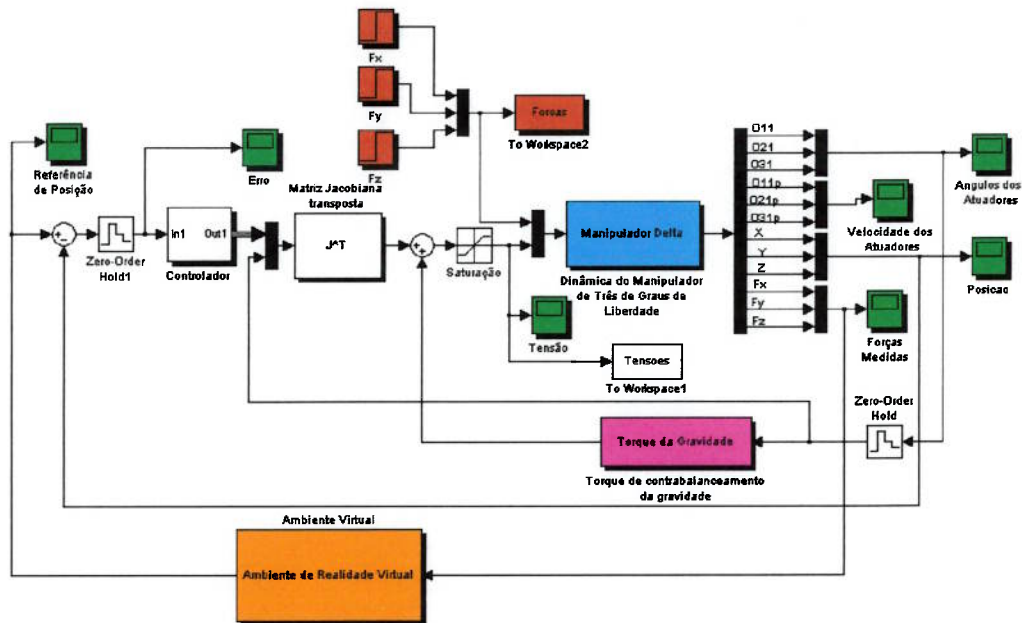 Fx
Fy
Fz
Forças
To Workspace2
Referência
de Posição
Erro
Matriz Jacobiana
transposta
Zero-Order
Hold1
In1
Out1
Controlador
J^T
Saturação
Tensão
Tensoes
To Workspace1
Manipulador Delta
Dinâmica do Manipulador
de Três de Graus de
Liberdade
O11
O21
O31
O11p
O21p
O31p
X
Y
Z
Fx
Fy
Fz
Angulos dos
Atuadores
Velocidade dos
Atuadores
Posicao
Forças
Medidas
Zero-Order
Hold
Torque da Gravidade
Torque de contrabalanceamento
da gravidade
Ambiente Virtual
Ambiente de Realidade Virtual